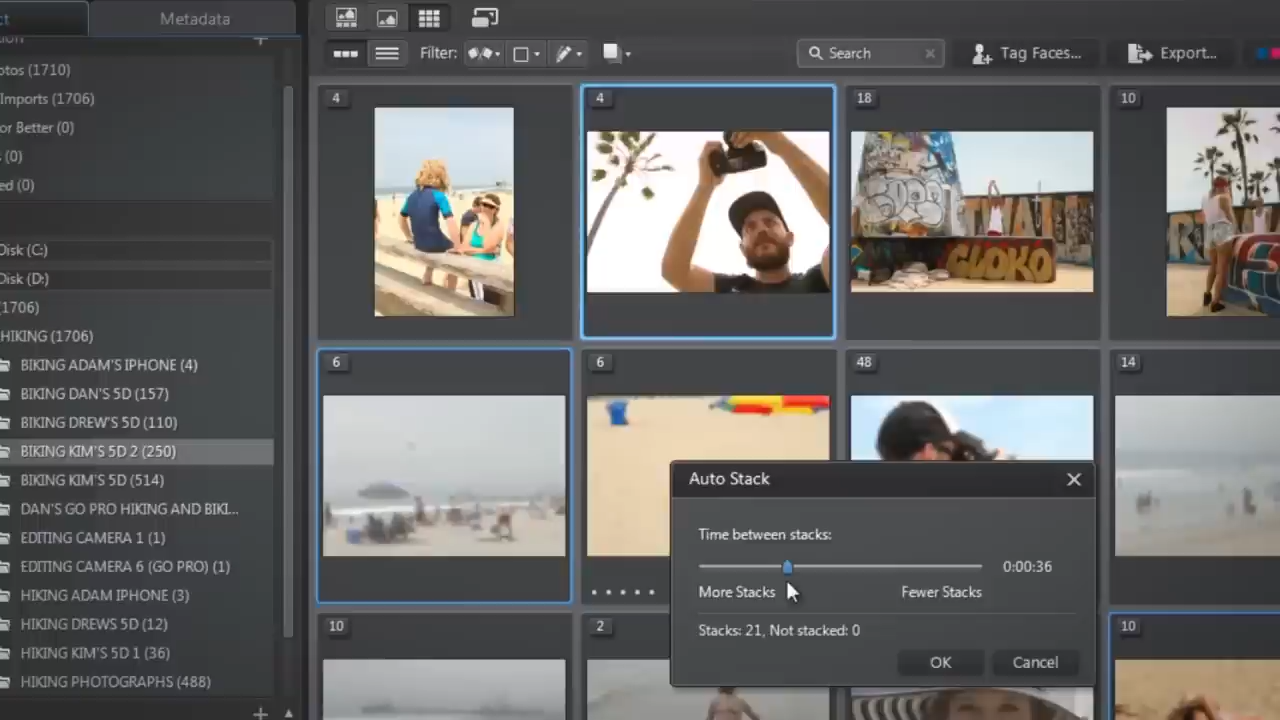 ct
Metadata
otos (1710)
Imports (1706)
or Better (0)
s (0)
ed (0)
Disk (C:)
Disk (D:)
(1706)
HIKING (1706)
BIKING ADAM'S IPHONE (4)
BIKING DAN'S 5D (157)
BIKING DREW'S 5D (110)
BIKING KIM'S 5D 2 (250)
BIKING KIM'S 5D (514)
DAN'S GO PRO HIKING AND BIKI...
EDITING CAMERA 1 (1)
EDITING CAMERA 6 (GO PRO) (1)
HIKING ADAM IPHONE (3)
HIKING DREWS 5D (12)
HIKING KIM'S 5D 1 (36)
HIKING PHOTOGRAPHS (488)
Filter:
Search
Tag Faces...
Export...
4
4
18
10
GLOKO
6
6
48
14
10
2
10
Auto Stack
Time between stacks:
0:00:36
More Stacks
Fewer Stacks
Stacks: 21, Not stacked: 0
OK
Cancel